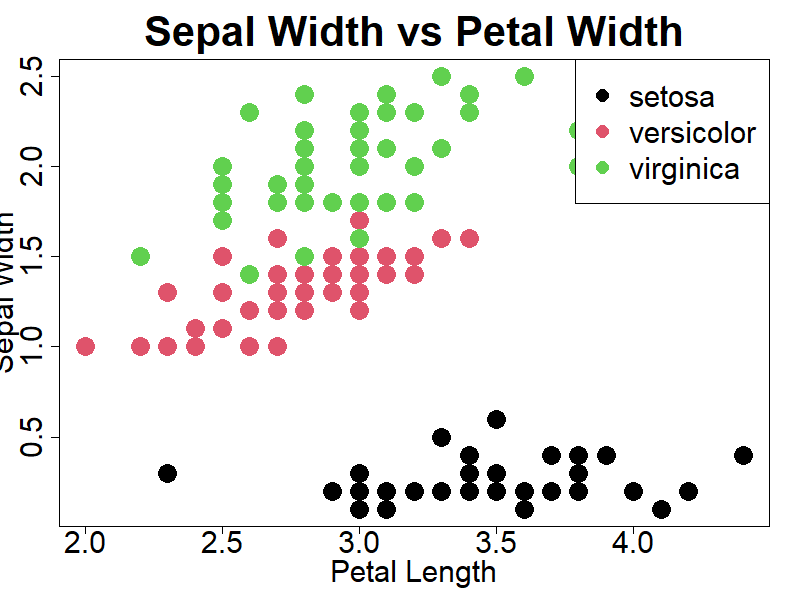 Sepal Width vs Petal Width
setosa
versicolor
virginica
2.5
2.0
1.5
1.0
0.5
Sepal Width
2.0 2.5 3.0 3.5 4.0
Petal Length